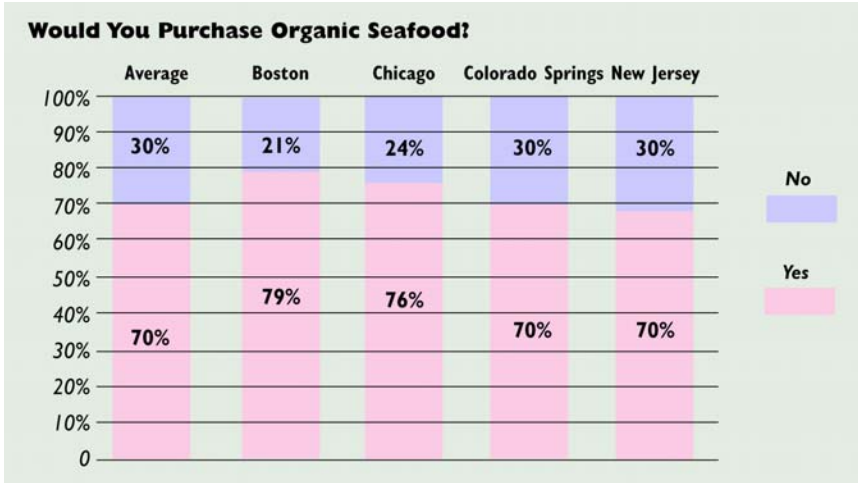 Would You Purchase Organic Seafood?
Average Boston Chicago Colorado Springs New Jersey
100%
90%
30% 21% 24% 30% 30%
80%
No
70%
60%
Yes
50%
79% 76%
40%
70% 70% 70%
30%
20%
10%
0